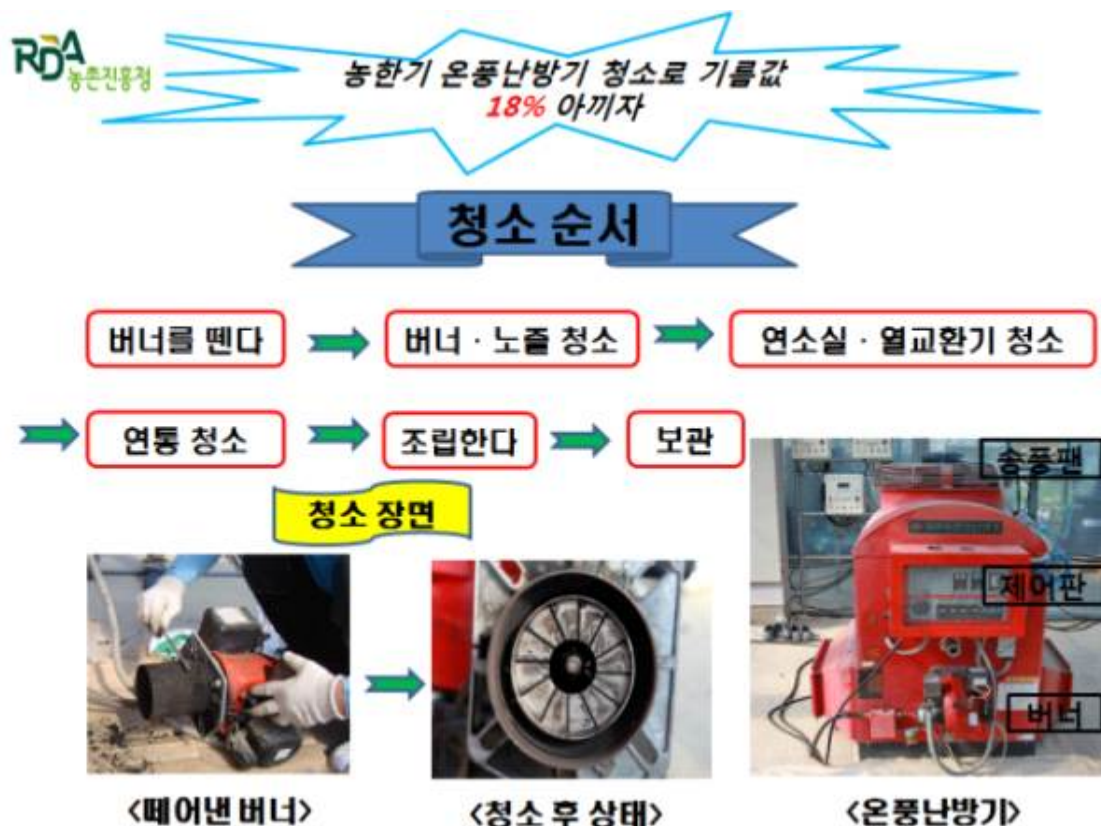 RDA
농촌진흥청
농한기 온풍난방기 청소로 기름값
18% 아끼자
청소 순서
버너를 뗀다
버너 · 노즐 청소
연소실 · 열교환기 청소
연통 청소
조립한다
보관
청소 장면
송풍팬
제어판
버너
<떼어낸 버너>
<청소 후 상태>
<온풍난방기>